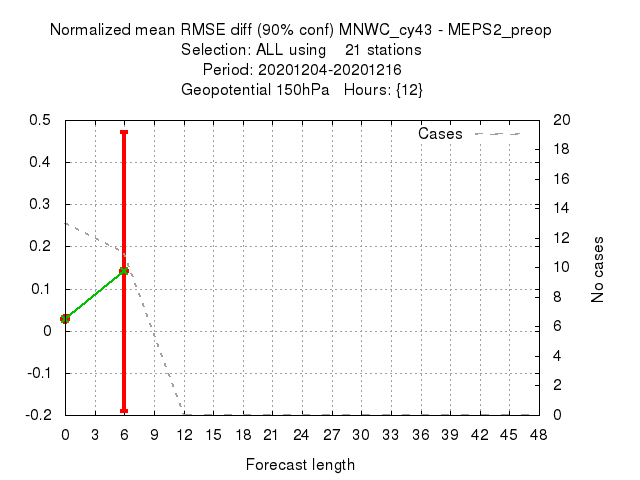 Normalized mean RMSE diff (90% conf) MNWC_cy43 - MEPS2_preop
Selection: ALL using 21 stations
Period: 20201204-20201216
Geopotential 150hPa Hours: {12}
Cases
0.5
0.4
0.3
0.2
0.1
0
-0.1
-0.2
20
18
16
14
12
10
8
6
4
2
0
No cases
0 3 6 9 12 15 18 21 24 27 30 33 36 39 42 45 48
Forecast length